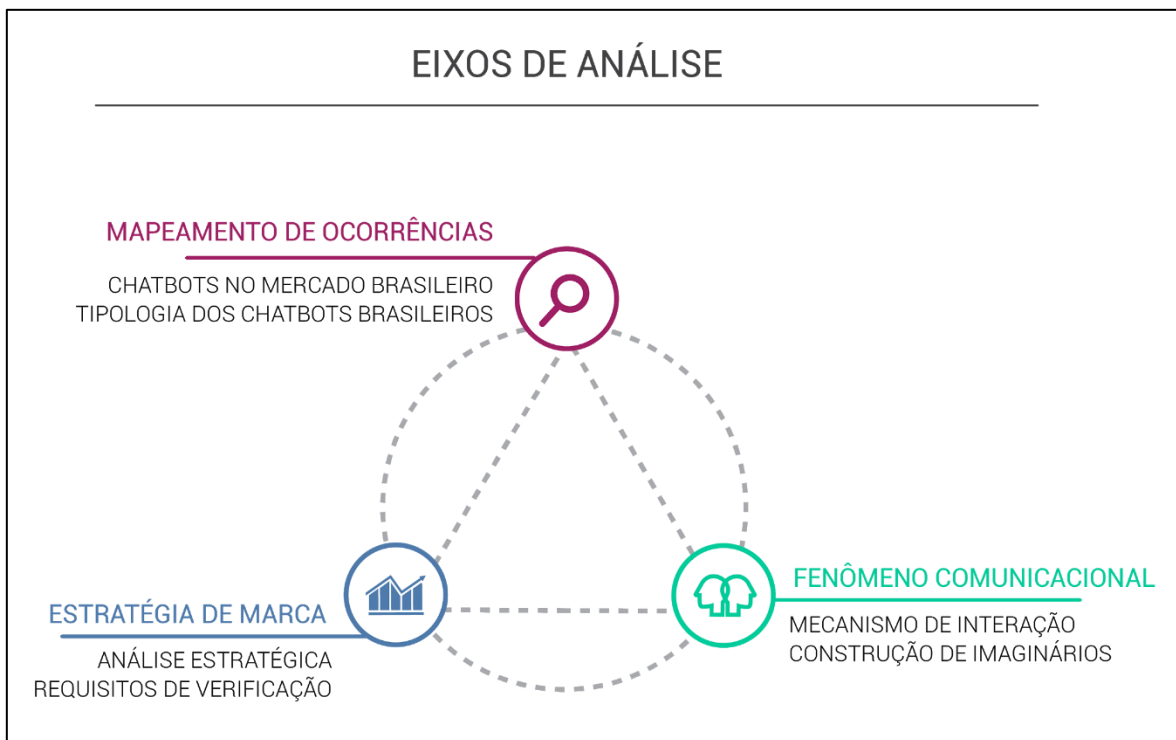 EIXOS DE ANÁLISE
MAPEAMENTO DE OCORRÊNCIAS
CHATBOTS NO MERCADO BRASILEIRO
TIPOLOGIA DOS CHATBOTS BRASILEIROS
ESTRATÉGIA DE MARCA
ANÁLISE ESTRATÉGICA
REQUISITOS DE VERIFICAÇÃO
FENÔMENO COMUNICACIONAL
MECANISMO DE INTERAÇÃO
CONSTRUÇÃO DE IMAGINÁRIOS